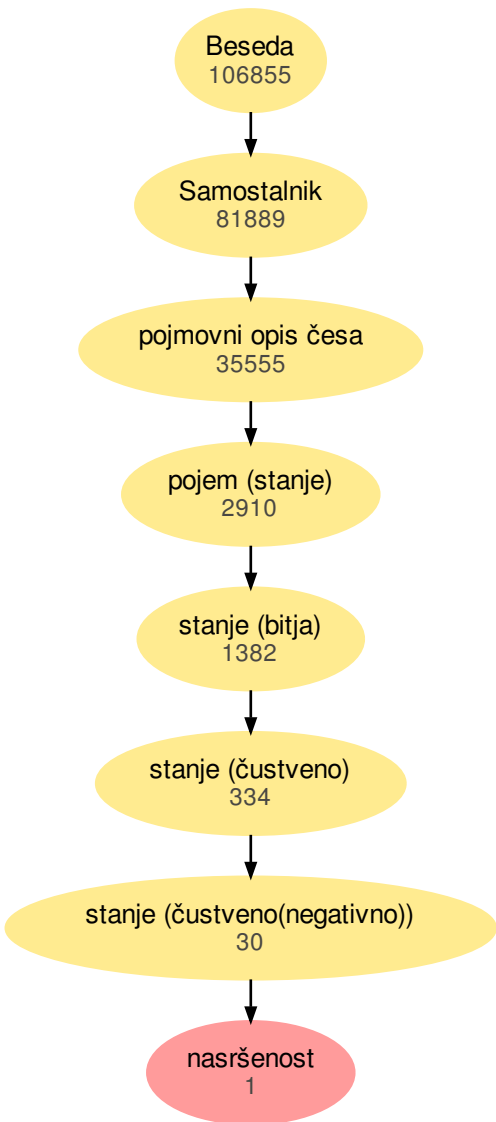 Beseda
106855
Samostalnik
81889
pojmovni opis česa
35555
pojem (stanje)
2910
stanje (bitja)
1382
stanje (čustveno)
334
stanje (čustveno(negativno))
30
nasršenost
1